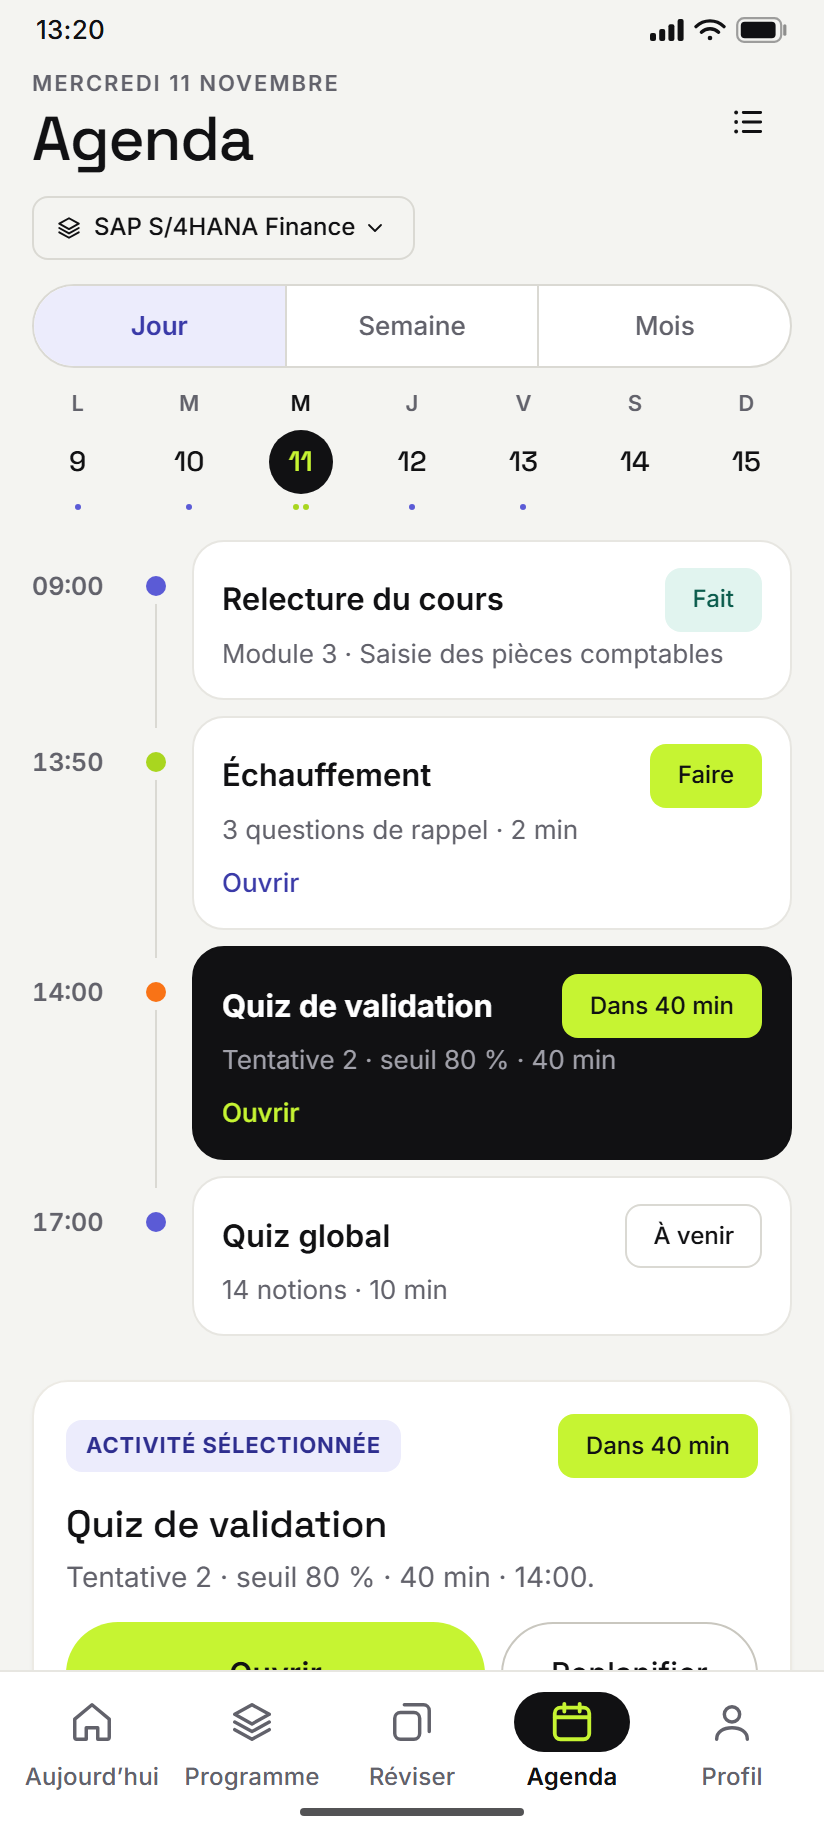 13:20
MERCREDI 11 NOVEMBRE
Agenda
SAP S/4HANA Finance
Jour Semaine Mois
L M M J V S D
9 10 11 12 13 14 15
09:00 Relecture du cours Fait
Module 3 · Saisie des pièces comptables
13:50 Échauffement Faire
3 questions de rappel · 2 min
Ouvrir
14:00 Quiz de validation Dans 40 min
Tentative 2 · seuil 80 % · 40 min
Ouvrir
17:00 Quiz global À venir
14 notions · 10 min
ACTIVITÉ SÉLECTIONNÉE Dans 40 min
Quiz de validation
Tentative 2 · seuil 80 % · 40 min · 14:00.
Ouvrir Replanifier
Aujourd’hui Programme Réviser Agenda Profil